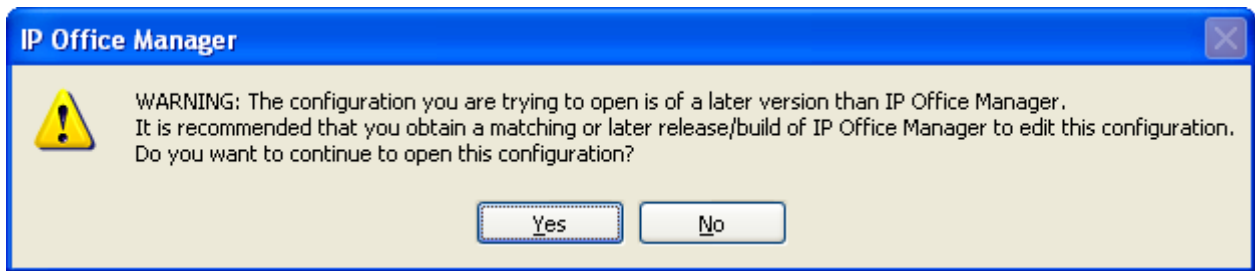 IP Office Manager
WARNING: The configuration you are trying to open is of a later version than IP Office Manager.
It is recommended that you obtain a matching or later release/build of IP Office Manager to edit this configuration.
Do you want to continue to open this configuration?
Yes
No